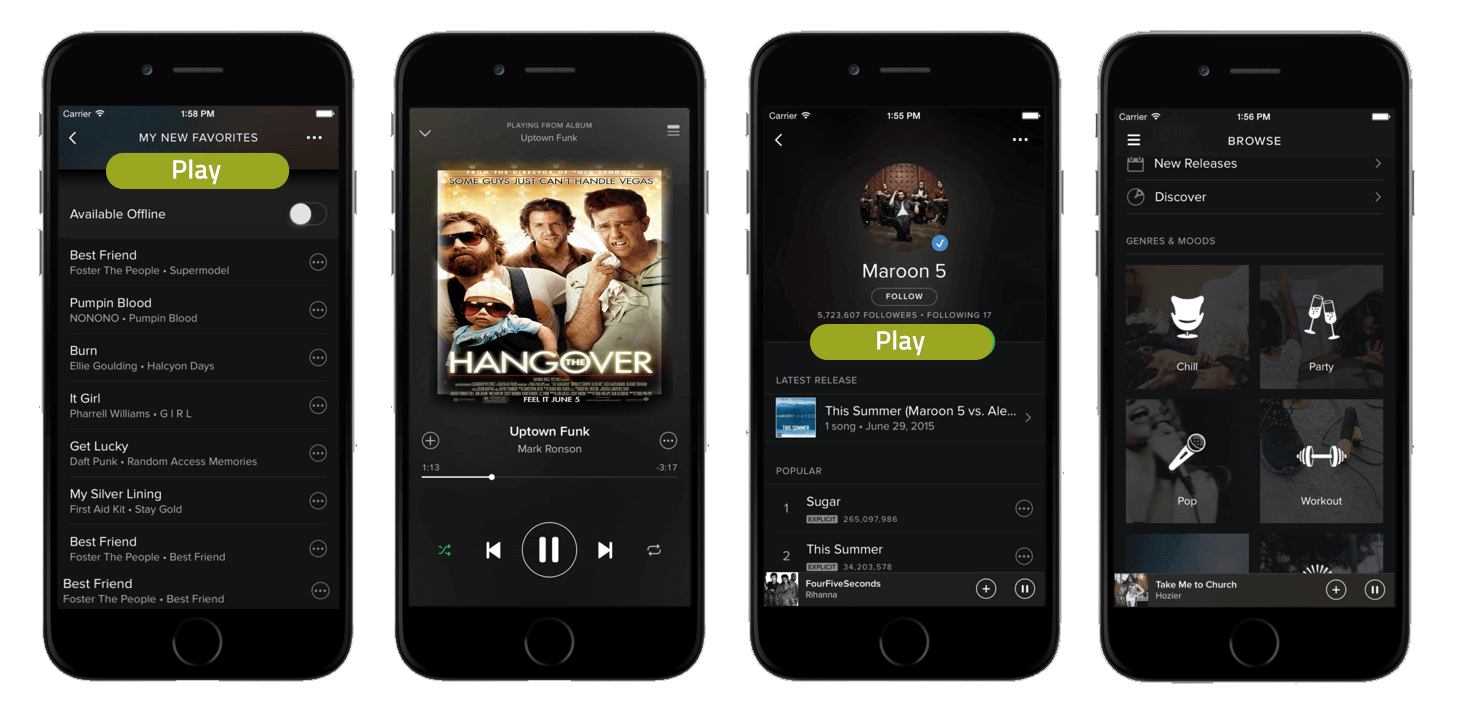 Carrier 1:58 PM
MY NEW FAVORITES
Play
Available Offline
Best Friend
Foster The People • Supermodel
Pumpin Blood
NONONO • Pumpin Blood
Burn
Ellie Goulding • Halcyon Days
It Girl
Pharrell Williams • G I R L
Get Lucky
Daft Punk • Random Access Memories
My Silver Lining
First Aid Kit • Stay Gold
Best Friend
Foster The People • Best Friend
Best Friend
Foster The People • Best Friend
PLAYING FROM ALBUM
Uptown Funk
FROM THE DIRECTOR OF "OLD SCHOOL"
SOME GUYS JUST CAN'T HANDLE VEGAS
THE
HANGOVER
FEEL IT JUNE 5
Uptown Funk
Mark Ronson
1:13 -3:17
Carrier 1:55 PM
Maroon 5
FOLLOW
5,723,607 FOLLOWERS • FOLLOWING 17
Play
LATEST RELEASE
THIS SUMMER
This Summer (Maroon 5 vs. Ale...
1 song • June 29, 2015
POPULAR
1 Sugar
EXPLICIT 265,097,986
2 This Summer
EXPLICIT 34,203,578
FourFiveSeconds
Rihanna
Carrier 1:56 PM
BROWSE
New Releases
Discover
GENRES & MOODS
Chill Party
Pop Workout
Take Me to Church
Hozier